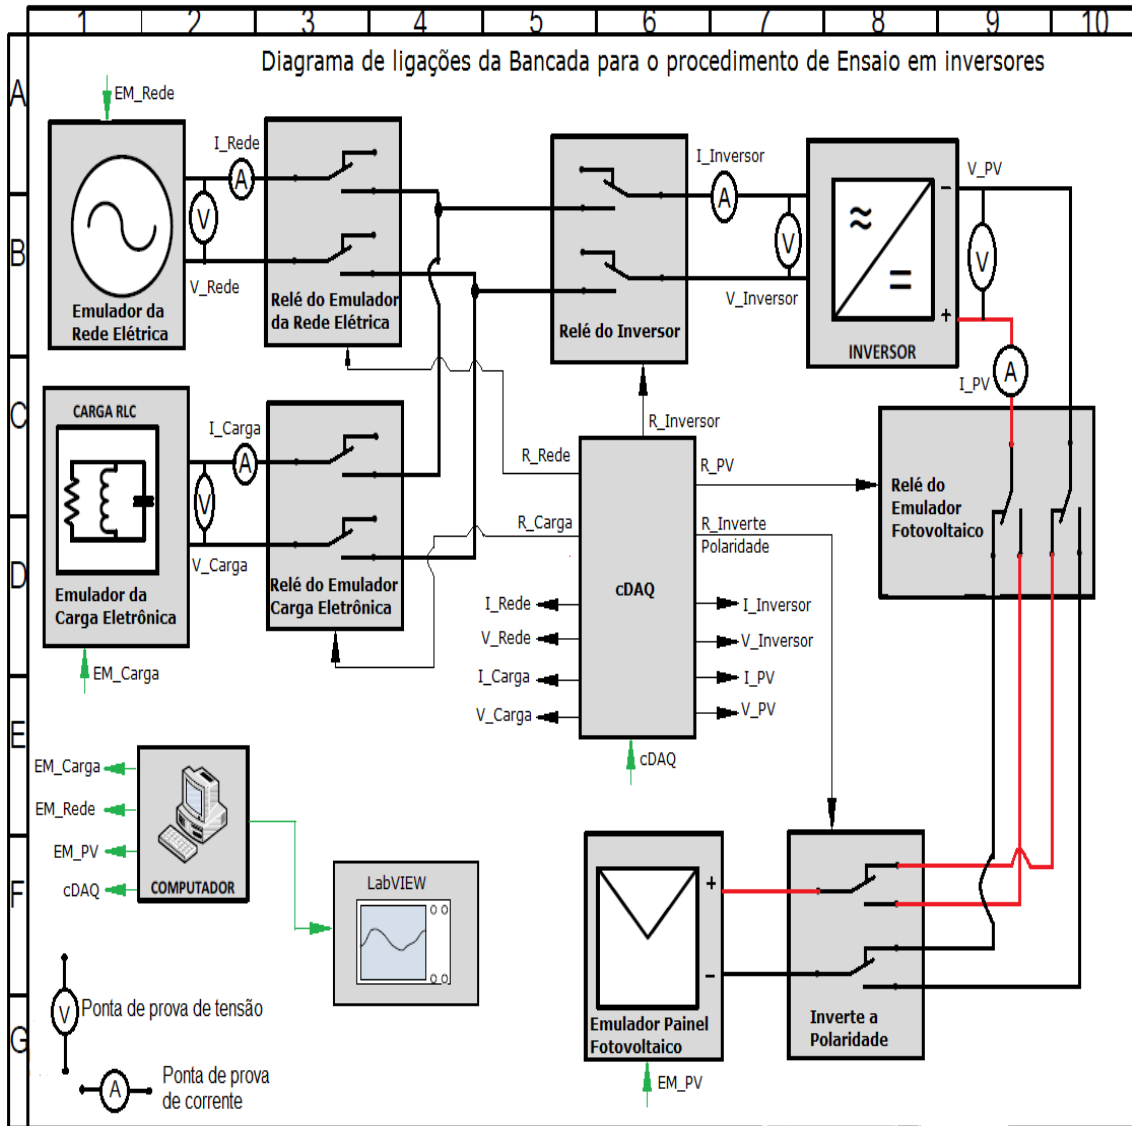 1 2 3 4 5 6 7 8 9 10
Diagrama de ligações da Bancada para o procedimento de Ensaio em inversores
A
EM_Rede
I_Rede
A
V
V_Rede
Emulador da
Rede Elétrica
Relé do Emulador
da Rede Elétrica
Relé do Inversor
I_Inversor
A
V
V_Inversor
≈
=
INVERSOR
V_PV
-
V
+
B
I_PV
A
C
CARGA RLC
I_Carga
A
V
V_Carga
Emulador da
Carga Eletrônica
EM_Carga
Relé do Emulador
Carga Eletrônica
R_Inversor
R_Rede
R_PV
R_Carga
R_Inverte
Polaridade
cDAQ
Relé do
Emulador
Fotovoltaico
D
I_Rede
I_Inversor
V_Rede
V_Inversor
I_Carga
I_PV
V_Carga
V_PV
cDAQ
E
EM_Carga
EM_Rede
EM_PV
cDAQ
COMPUTADOR
F
LabVIEW
+
-
Emulador Painel
Fotovoltaico
EM_PV
Inverte a
Polaridade
G
V
Ponta de prova de tensão
A
Ponta de prova
de corrente